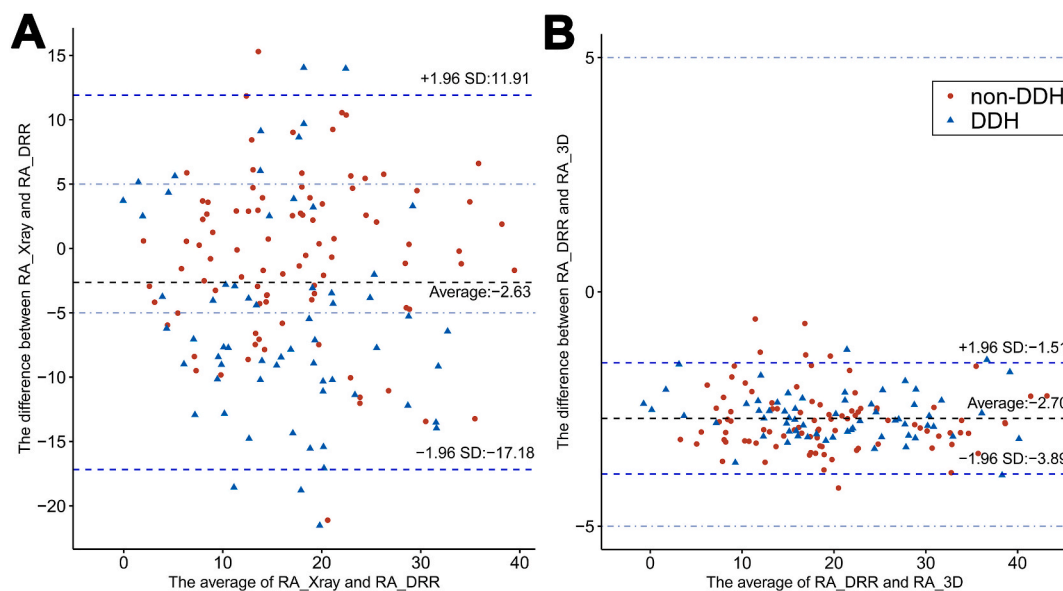 A
The difference between RA_Xray and RA_DRR
15
10
5
0
−5
−10
−15
−20
+1.96 SD:11.91
Average:−2.63
−1.96 SD:−17.18
0 10 20 30 40
The average of RA_Xray and RA_DRR
B
The difference between RA_DRR and RA_3D
5
0
−5
non-DDH
DDH
+1.96 SD:−1.51
Average:−2.70
−1.96 SD:−3.89
0 10 20 30 40
The average of RA_DRR and RA_3D